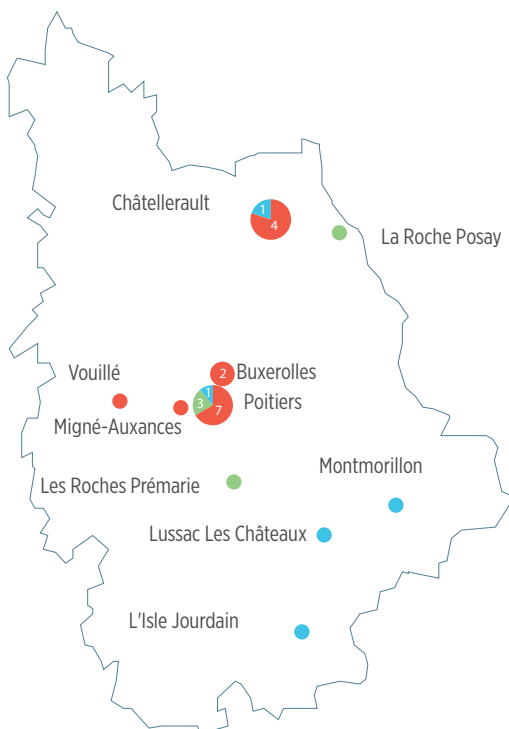 Châtellerault
1
4
La Roche Posay
Vouillé
2
Buxerolles
1
3
7
Poitiers
Migné-Auxances
Montmorillon
Les Roches Prémarie
Lussac Les Châteaux
L'Isle Jourdain